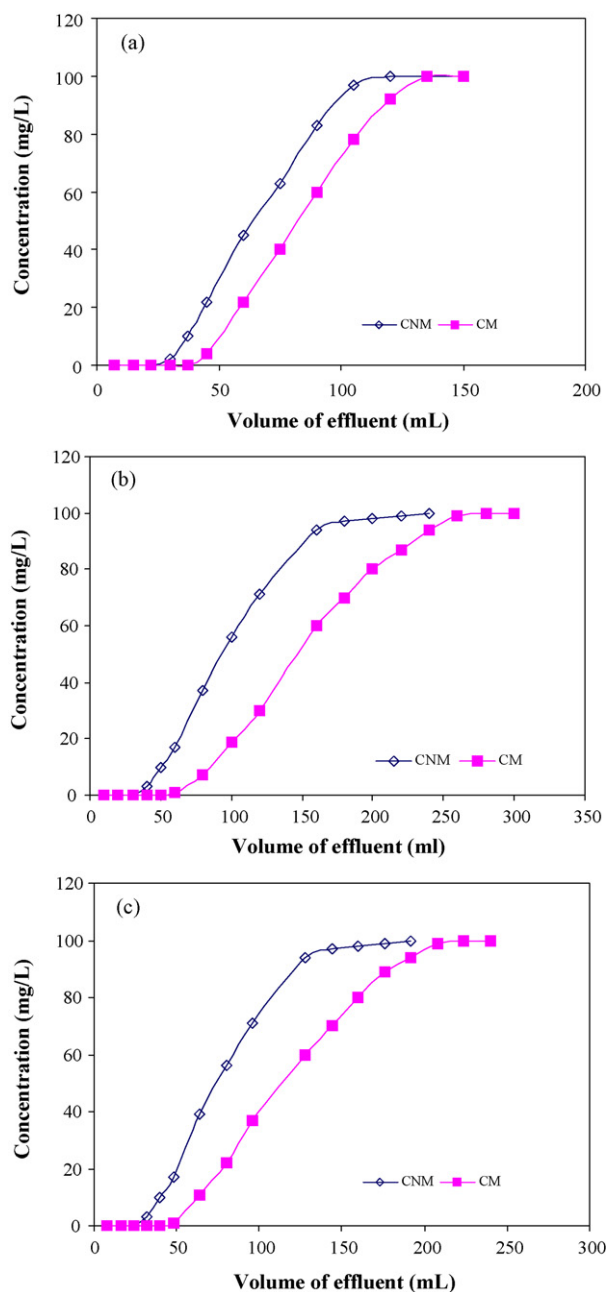 (a)
120
100
80
60
40
20
0
Concentration (mg/L)
CNM
CM
0 50 100 150 200
Volume of effluent (mL)
(b)
120
100
80
60
40
20
0
Concentration (mg/L)
CNM
CM
0 50 100 150 200 250 300 350
Volume of effluent (ml)
(c)
120
100
80
60
40
20
0
Concentration (mg/L)
CNM
CM
0 50 100 150 200 250 300
Volume of effluent (mL)